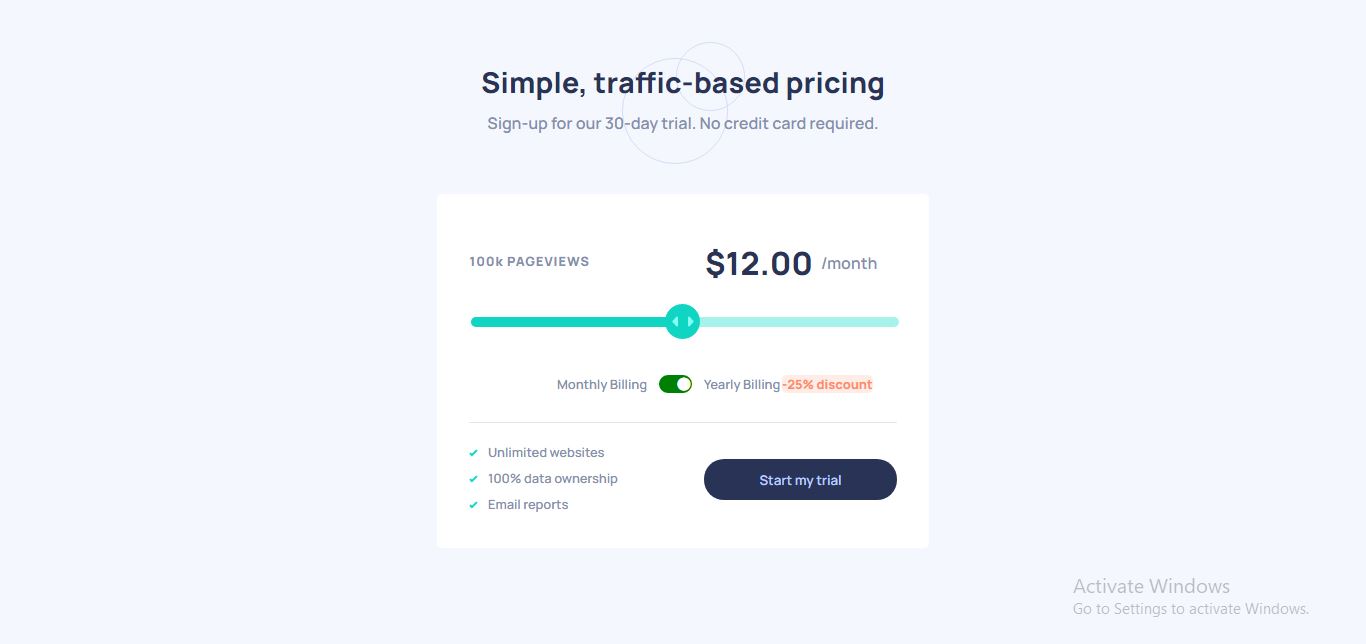 Simple, traffic-based pricing
Sign-up for our 30-day trial. No credit card required.
100k PAGEVIEWS
$12.00 /month
Monthly Billing Yearly Billing -25% discount
Unlimited websites
100% data ownership
Email reports
Start my trial
Activate Windows
Go to Settings to activate Windows.